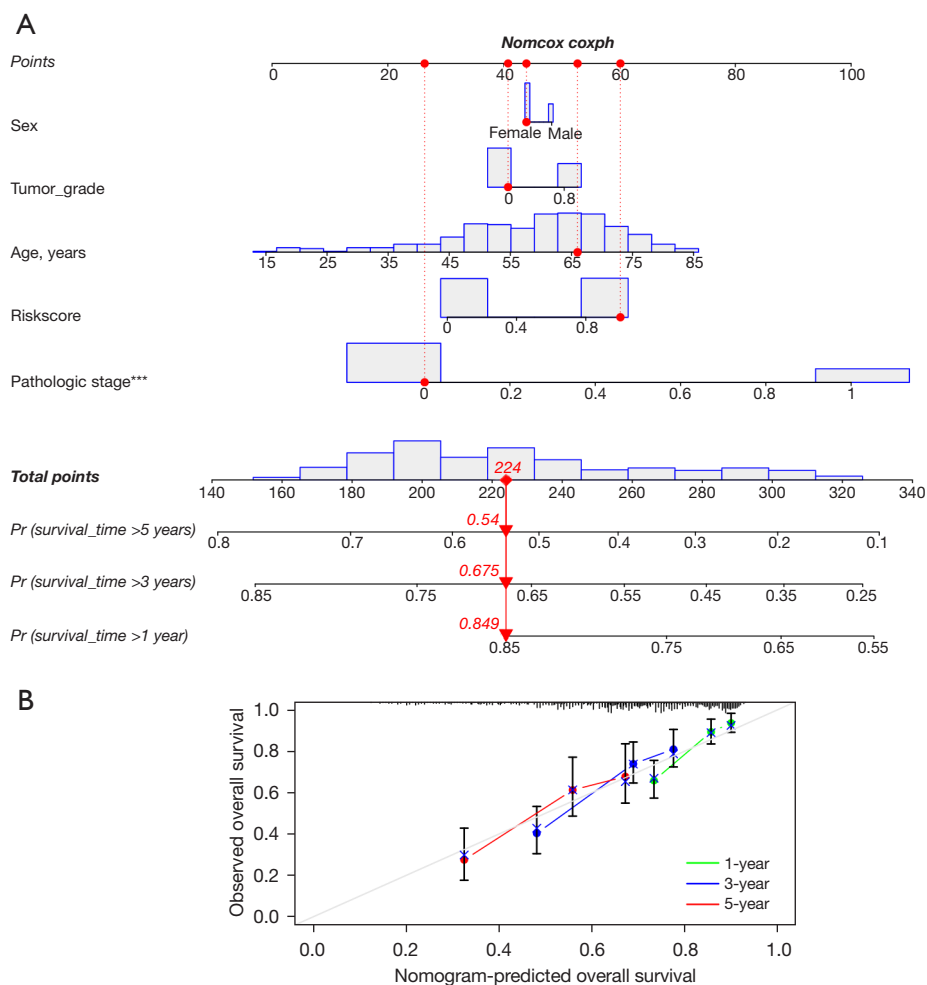 A
Nomcox coxph
Points
0 20 40 60 80 100
Sex
Female Male
Tumor_grade
0 0.8
Age, years
15 25 35 45 55 65 75 85
Riskscore
0 0.4 0.8
Pathologic stage***
0 0.2 0.4 0.6 0.8 1
Total points
224
140 160 180 200 220 240 260 280 300 320 340
0.54
Pr (survival_time >5 years)
0.8 0.7 0.6 0.5 0.4 0.3 0.2 0.1
0.675
Pr (survival_time >3 years)
0.85 0.75 0.65 0.55 0.45 0.35 0.25
0.849
Pr (survival_time >1 year)
0.85 0.75 0.65 0.55
B
Observed overall survival
1.0
0.8
0.6
0.4
0.2
0.0
1-year
3-year
5-year
0.0 0.2 0.4 0.6 0.8 1.0
Nomogram-predicted overall survival